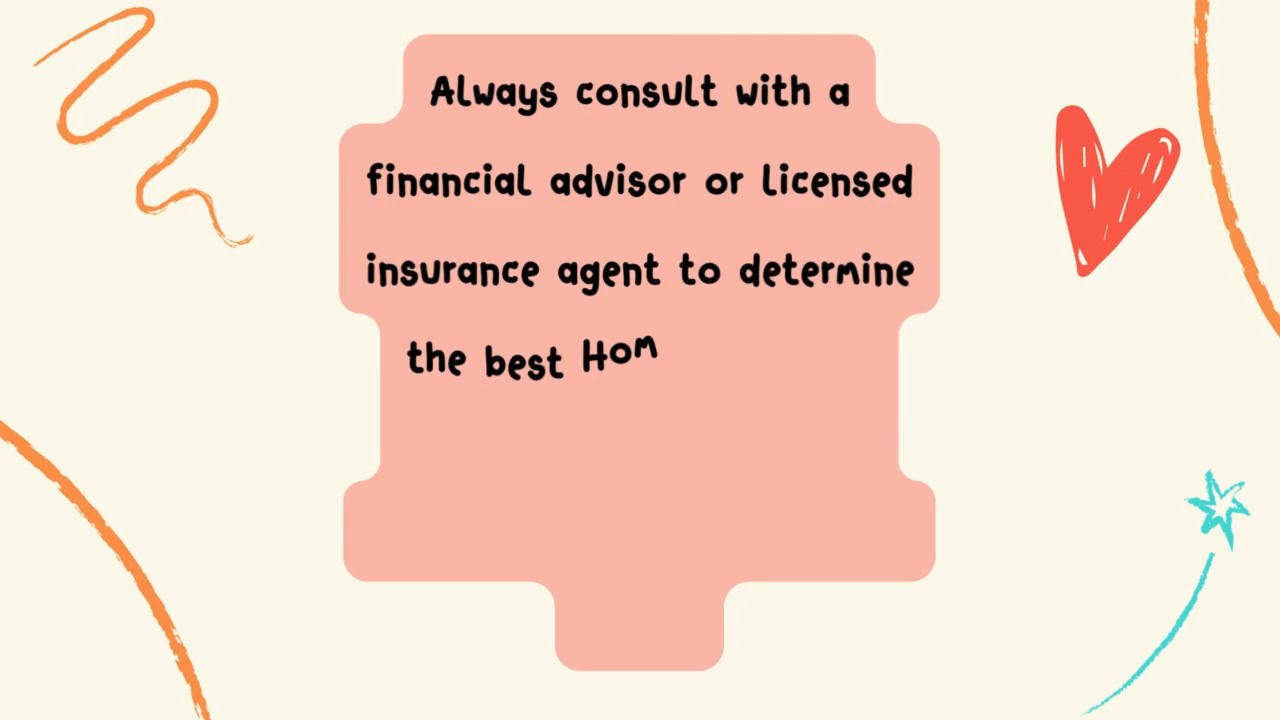 Always consult with a
financial advisor or licensed
insurance agent to determine
the best Hom